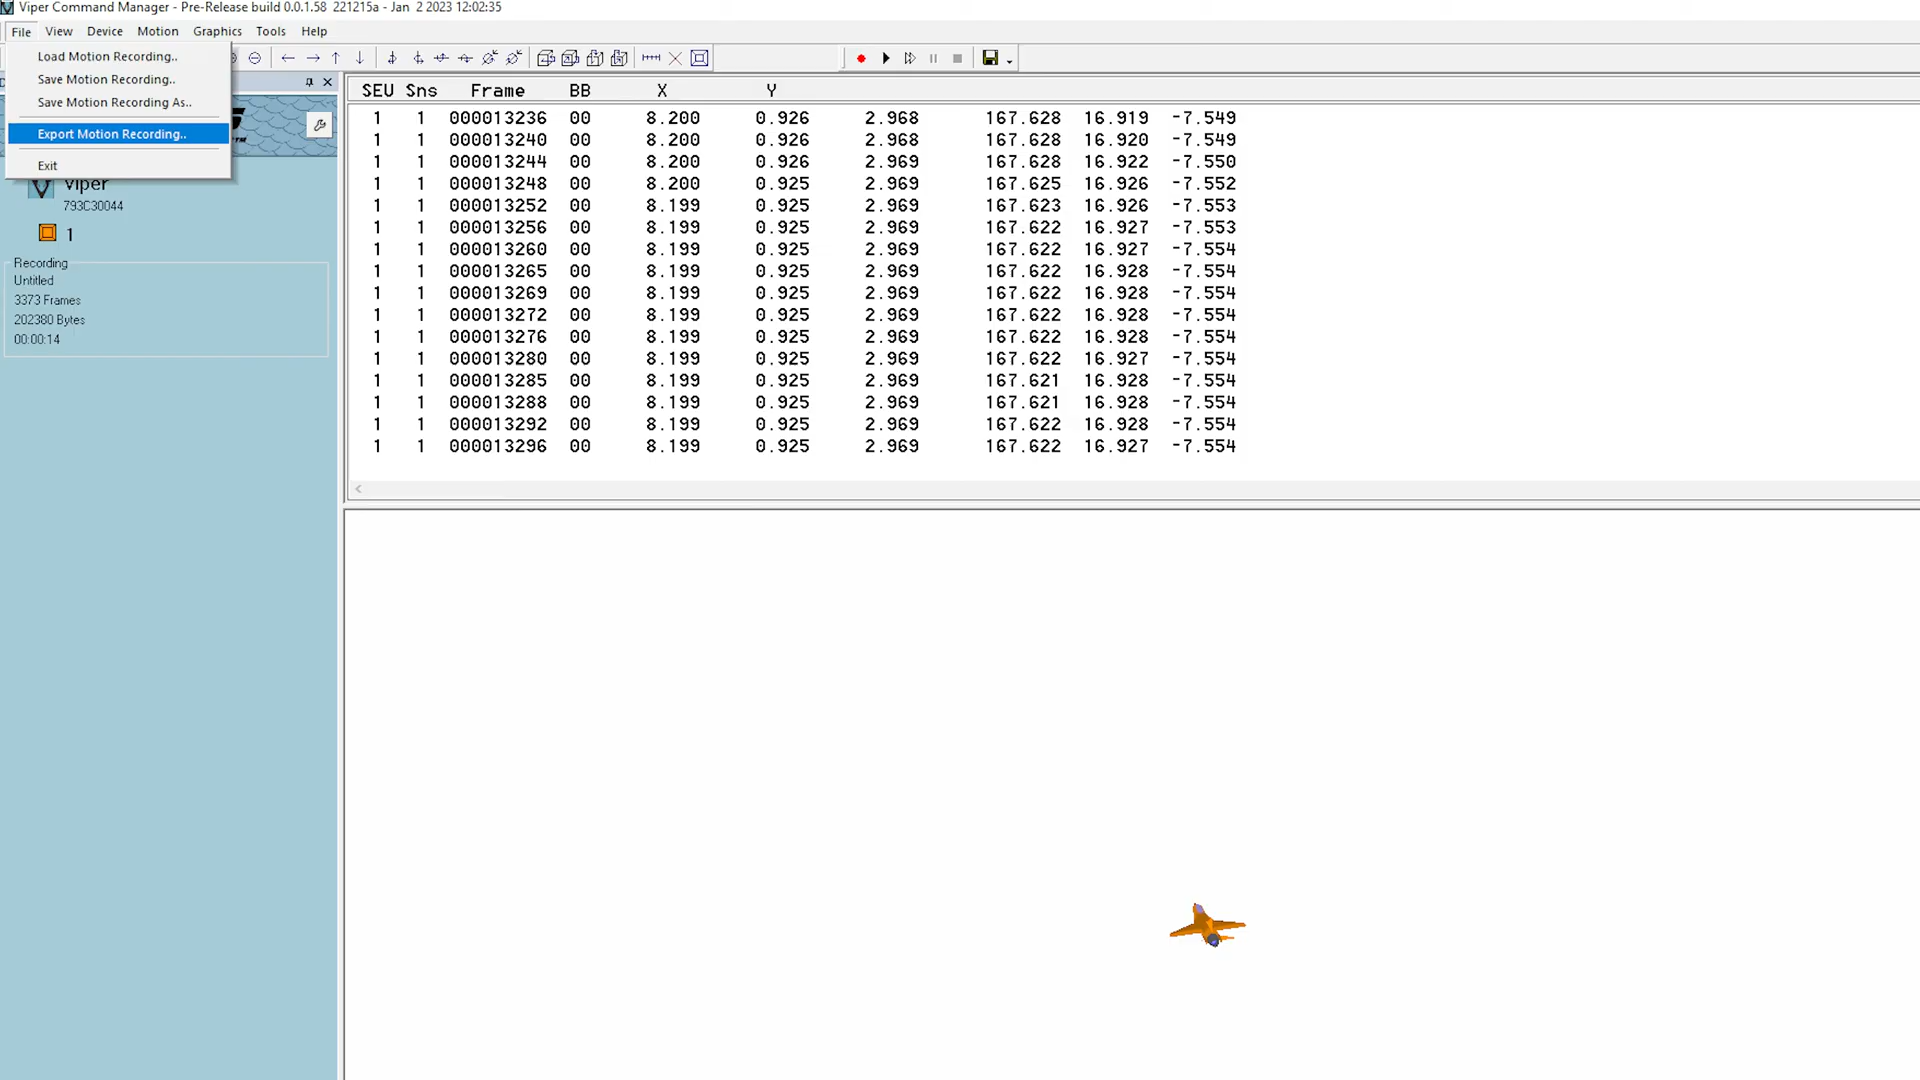 Viper Command Manager - Pre-Release build 0.0.1.58 221215a - Jan 2 2023 12:02:35
File View Device Motion Graphics Tools Help
Load Motion Recording..
Save Motion Recording..
Save Motion Recording As..
Export Motion Recording..
Exit
Viper
793C30044
1
Recording
Untitled
3373 Frames
202380 Bytes
00:00:14
SEU Sns Frame BB X Y
1 1 000013236 00 8.200 0.926 2.968 167.628 16.919 -7.549
1 1 000013240 00 8.200 0.926 2.968 167.628 16.920 -7.549
1 1 000013244 00 8.200 0.926 2.969 167.628 16.922 -7.550
1 1 000013248 00 8.200 0.925 2.969 167.625 16.926 -7.552
1 1 000013252 00 8.199 0.925 2.969 167.623 16.926 -7.553
1 1 000013256 00 8.199 0.925 2.969 167.622 16.927 -7.553
1 1 000013260 00 8.199 0.925 2.969 167.622 16.927 -7.554
1 1 000013265 00 8.199 0.925 2.969 167.622 16.928 -7.554
1 1 000013269 00 8.199 0.925 2.969 167.622 16.928 -7.554
1 1 000013272 00 8.199 0.925 2.969 167.622 16.928 -7.554
1 1 000013276 00 8.199 0.925 2.969 167.622 16.928 -7.554
1 1 000013280 00 8.199 0.925 2.969 167.622 16.927 -7.554
1 1 000013285 00 8.199 0.925 2.969 167.621 16.928 -7.554
1 1 000013288 00 8.199 0.925 2.969 167.621 16.928 -7.554
1 1 000013292 00 8.199 0.925 2.969 167.622 16.928 -7.554
1 1 000013296 00 8.199 0.925 2.969 167.622 16.927 -7.554